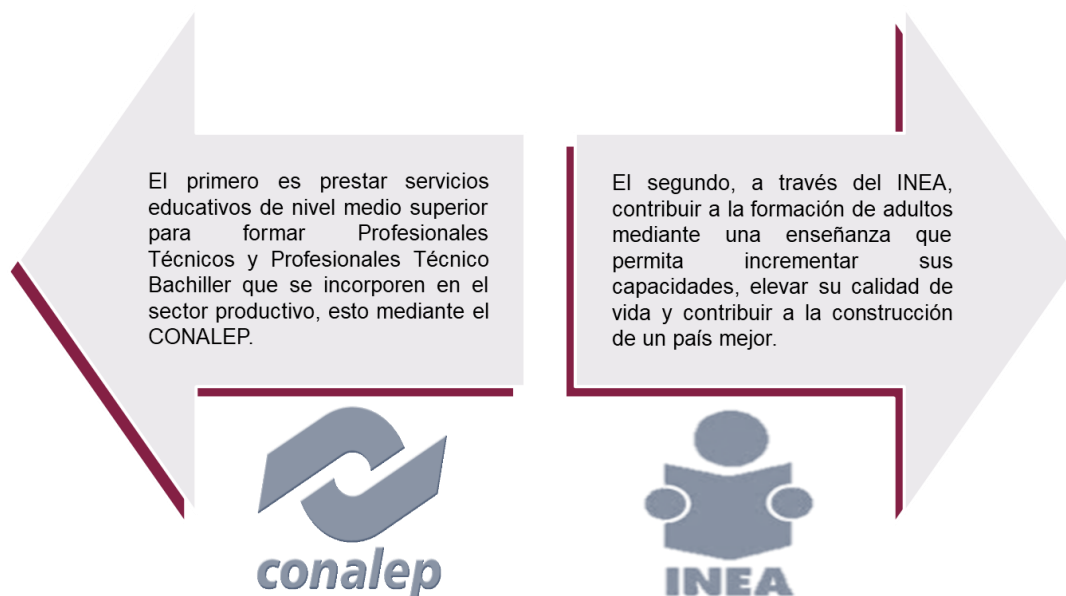 El primero es prestar servicios
educativos de nivel medio superior
para formar Profesionales
Técnicos y Profesionales Técnico
Bachiller que se incorporen en el
sector productivo, esto mediante el
CONALEP.
El segundo, a través del INEA,
contribuir a la formación de adultos
mediante una enseñanza que
permita incrementar sus
capacidades, elevar su calidad de
vida y contribuir a la construcción
de un país mejor.
conalep
INEA